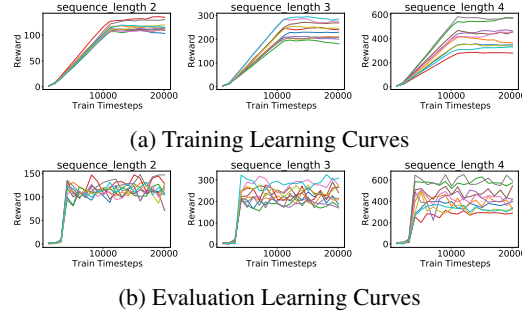 sequence_length 2 sequence_length 3 sequence_length 4
Reward Reward Reward
100
50
0
300
200
100
0
600
400
200
0
10000 20000 10000 20000 10000 20000
Train Timesteps Train Timesteps Train Timesteps
(a) Training Learning Curves
sequence_length 2 sequence_length 3 sequence_length 4
Reward Reward Reward
150
100
50
0
300
200
100
0
600
400
200
0
10000 20000 10000 20000 10000 20000
Train Timesteps Train Timesteps Train Timesteps
(b) Evaluation Learning Curves